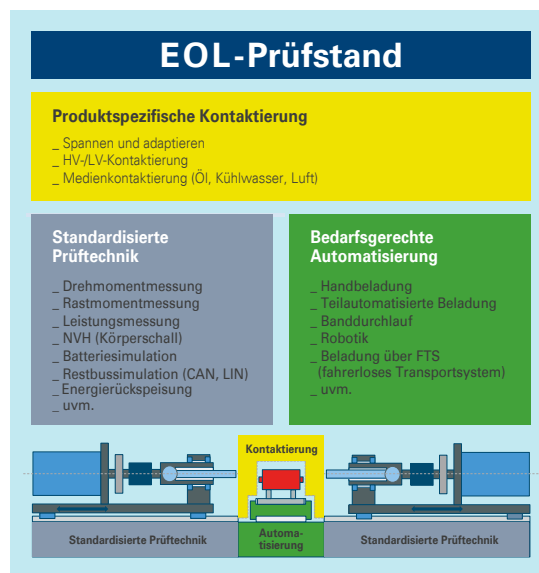 EOL-Prüfstand
Produktspezifische Kontaktierung
_ Spannen und adaptieren
_ HV-/LV-Kontaktierung
_ Medienkontaktierung (Öl, Kühlwasser, Luft)
Standardisierte
Prüftechnik
_ Drehmomentmessung
_ Rastmomentmessung
_ Leistungsmessung
_ NVH (Körperschall)
_ Batteriesimulation
_ Restbussimulation (CAN, LIN)
_ Energierückspeisung
_ uvm.
Bedarfsgerechte
Automatisierung
_ Handbeladung
_ Teilautomatisierte Beladung
_ Banddurchlauf
_ Robotik
_ Beladung über FTS
(fahrerloses Transportsystem)
_ uvm.
Kontaktierung
Standardisierte Prüftechnik
Automa-
tisierung
Standardisierte Prüftechnik